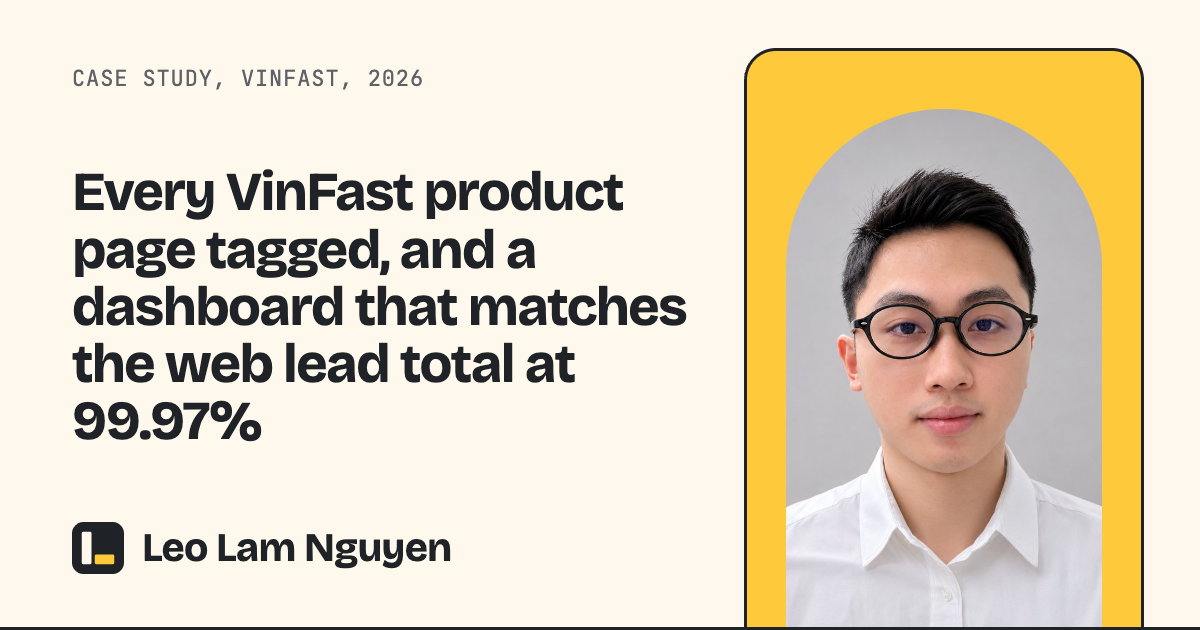 CASE STUDY, VINFAST, 2026
Every VinFast product
page tagged, and a
dashboard that matches
the web lead total at
99.97%
Leo Lam Nguyen